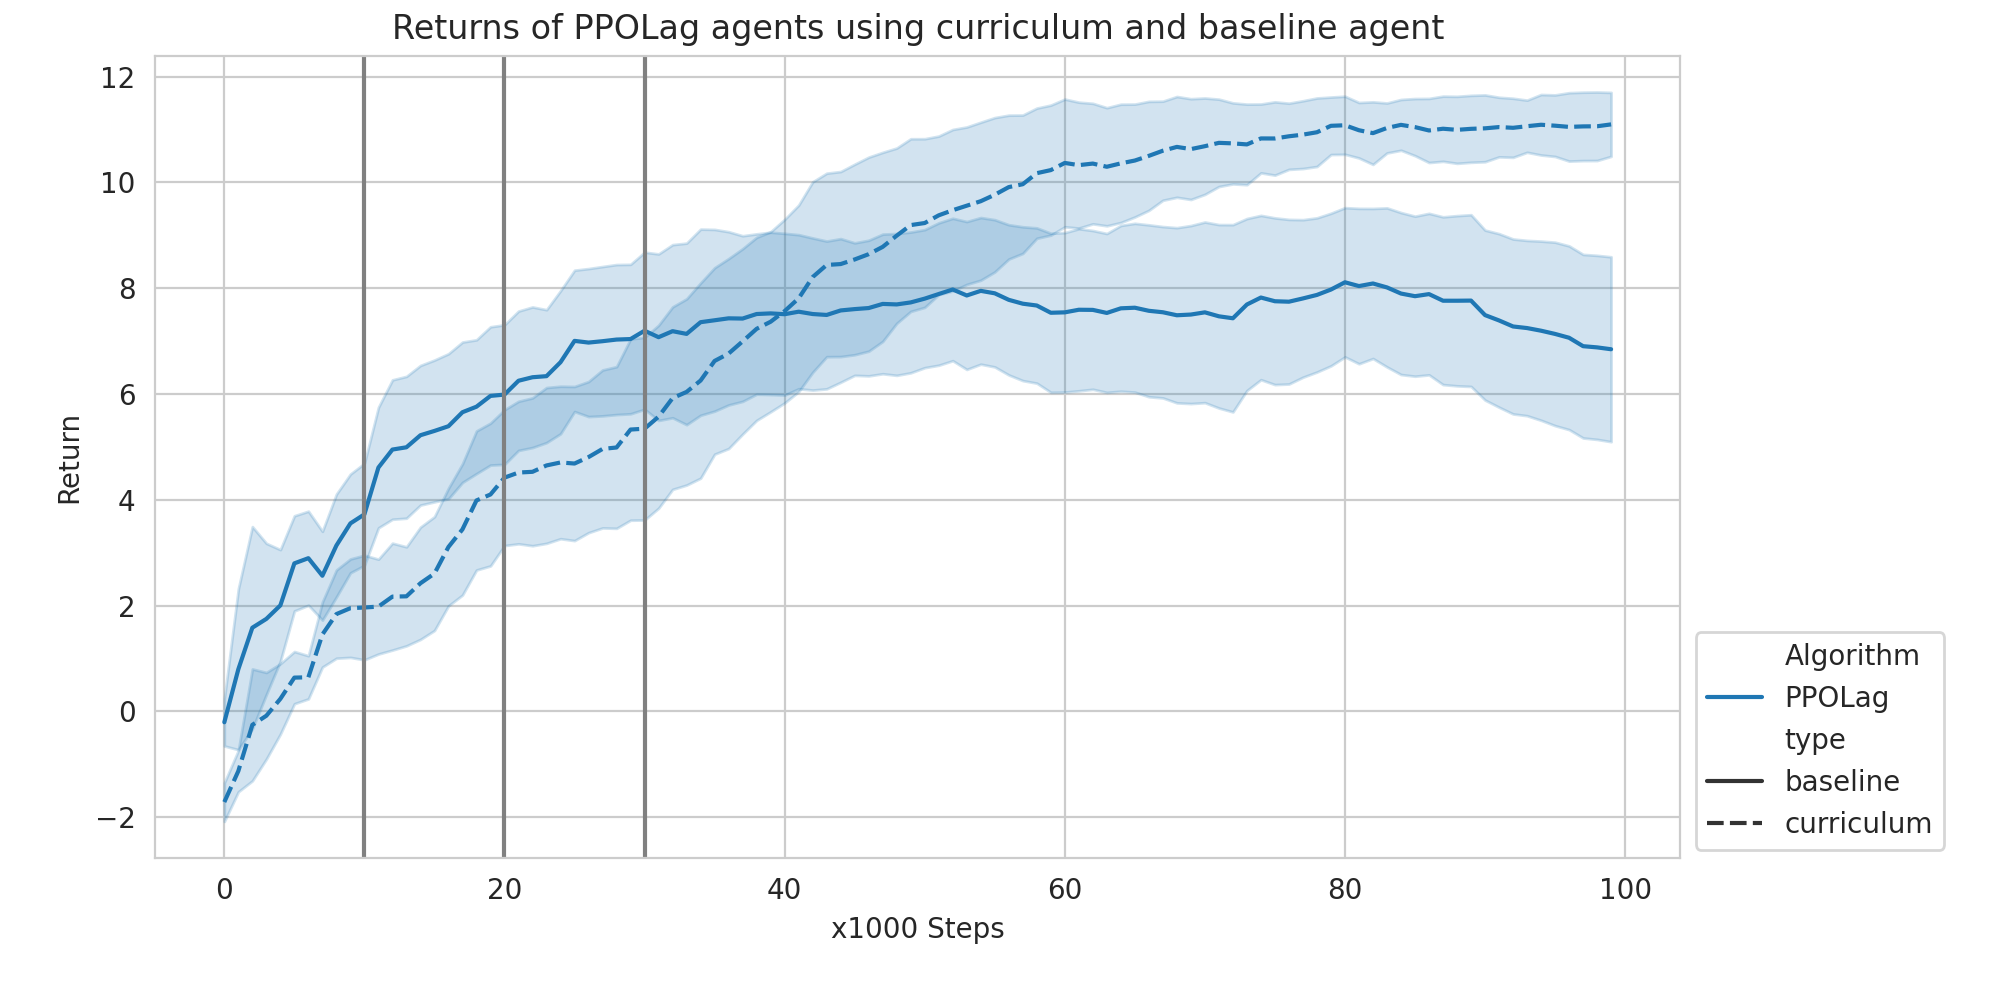 Returns of PPOLag agents using curriculum and baseline agent
12
10
8
6
4
2
0
−2
Return
0 20 40 60 80 100
x1000 Steps
Algorithm
PPOLag
type
baseline
curriculum